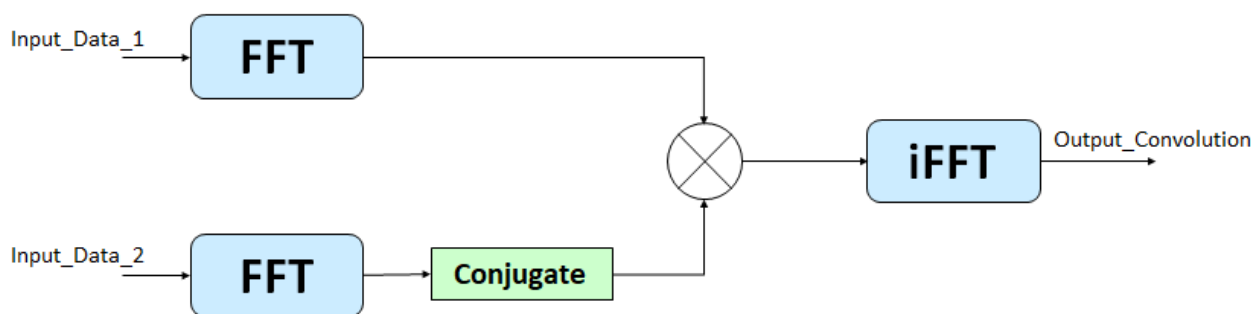 Input_Data_1
FFT
Output_Convolution
iFFT
Input_Data_2
FFT
Conjugate